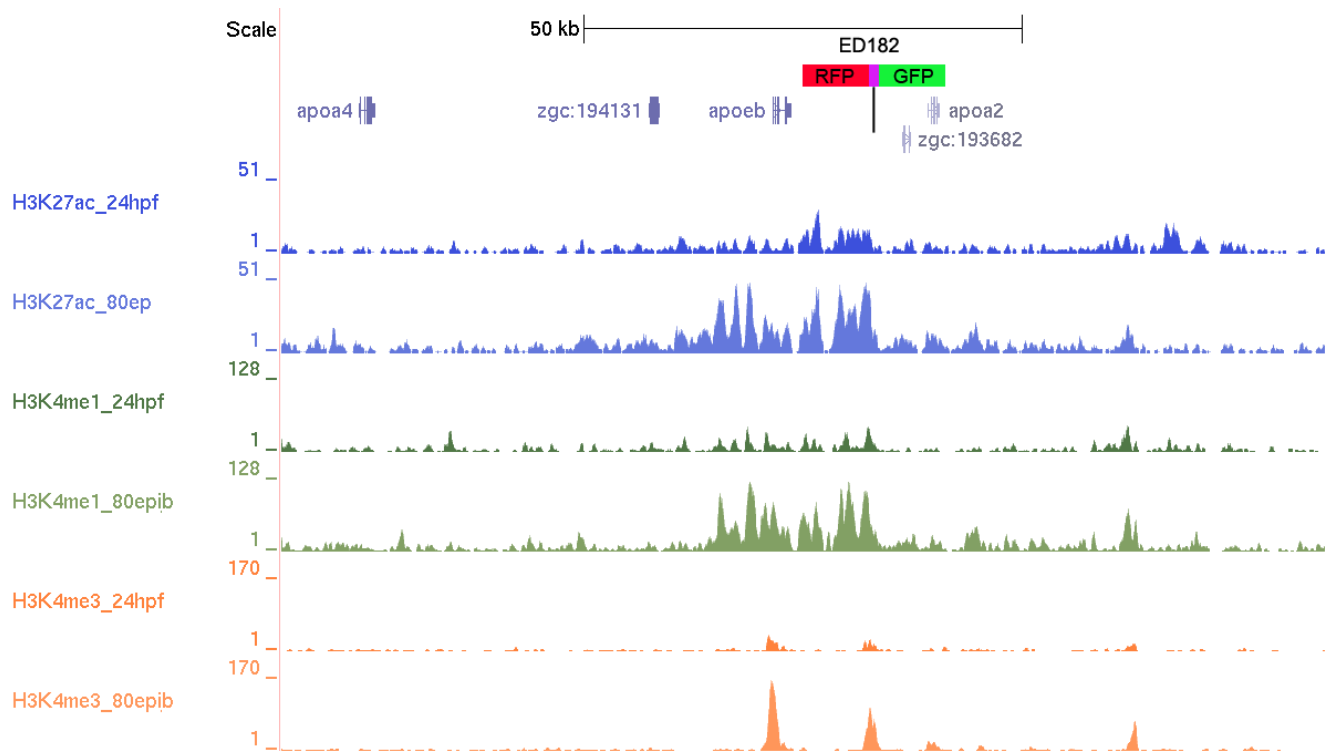 Scale 50 kb
ED182
RFP GFP
apoa4 zgc:194131 apoeb apoa2
zgc:193682
51
H3K27ac_24hpf
1
51
H3K27ac_80ep
1
128
H3K4me1_24hpf
1
128
H3K4me1_80epib
1
170
H3K4me3_24hpf
1
170
H3K4me3_80epib
1